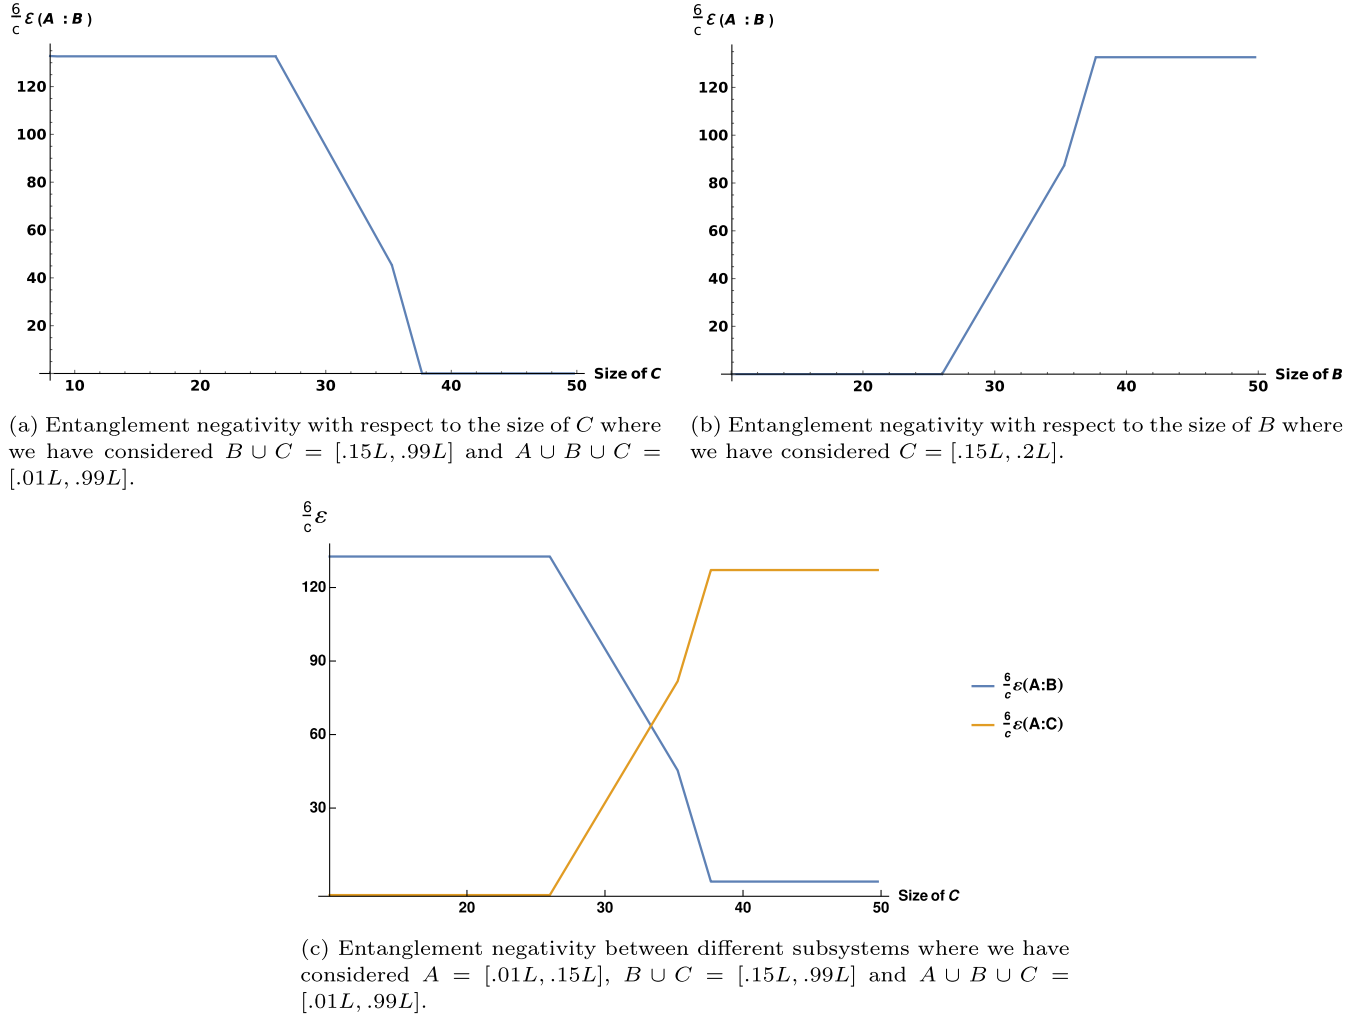 6/c ℰ (A : B)
120
100
80
60
40
20
10 20 30 40 50
Size of C
(a) Entanglement negativity with respect to the size of C where
we have considered B ∪ C = [.15L, .99L] and A ∪ B ∪ C =
[.01L, .99L].
6/c ℰ (A : B)
120
100
80
60
40
20
20 30 40 50
Size of B
(b) Entanglement negativity with respect to the size of B where
we have considered C = [.15L, .2L].
6/c ℰ
120
90
60
30
20 30 40 50
Size of C
6/c ℰ(A:B)
6/c ℰ(A:C)
(c) Entanglement negativity between different subsystems where we have
considered A = [.01L, .15L], B ∪ C = [.15L, .99L] and A ∪ B ∪ C =
[.01L, .99L].